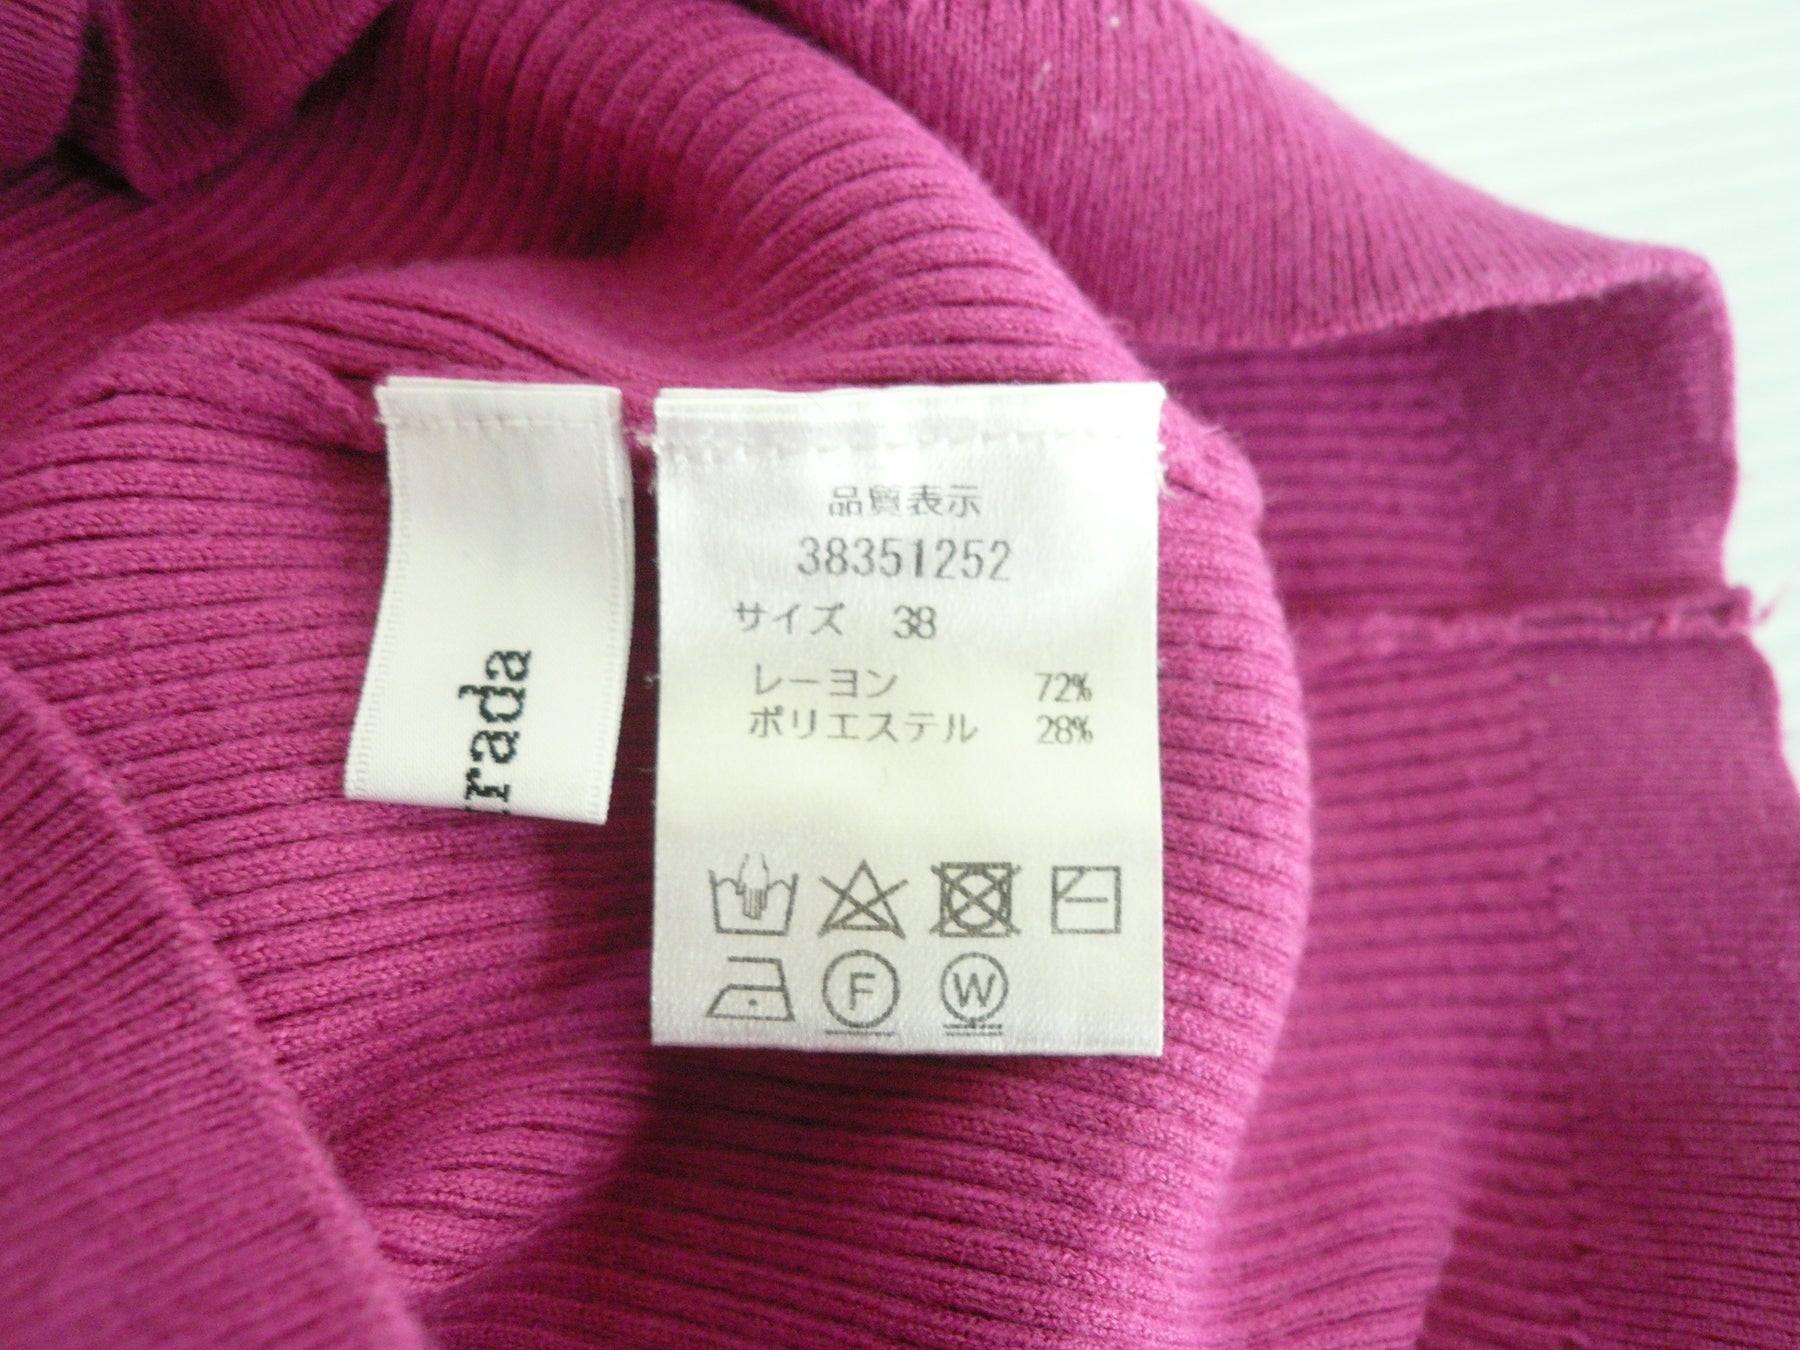 rada
品質表示
38351252
サイズ 38
レーヨン 72%
ポリエステル 28%
F W